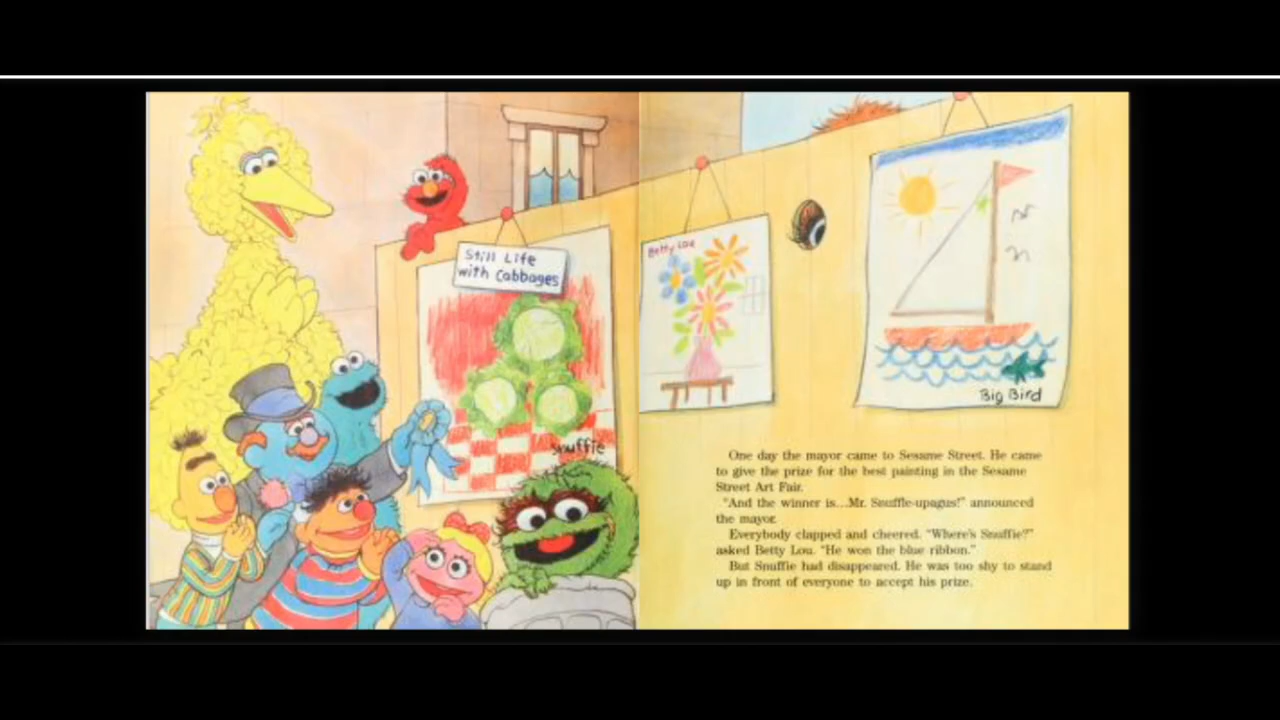 Still Life
with Cabbages
Snuffie
Betty Lou
Big Bird
One day the mayor came to Sesame Street. He came
to give the prize for the best painting in the Sesame
Street Art Fair.
"And the winner is...Mr. Snuffle-upagus!" announced
the mayor.
Everybody clapped and cheered. "Where's Snuffie?"
asked Betty Lou. "He won the blue ribbon."
But Snuffie had disappeared. He was too shy to stand
up in front of everyone to accept his prize.